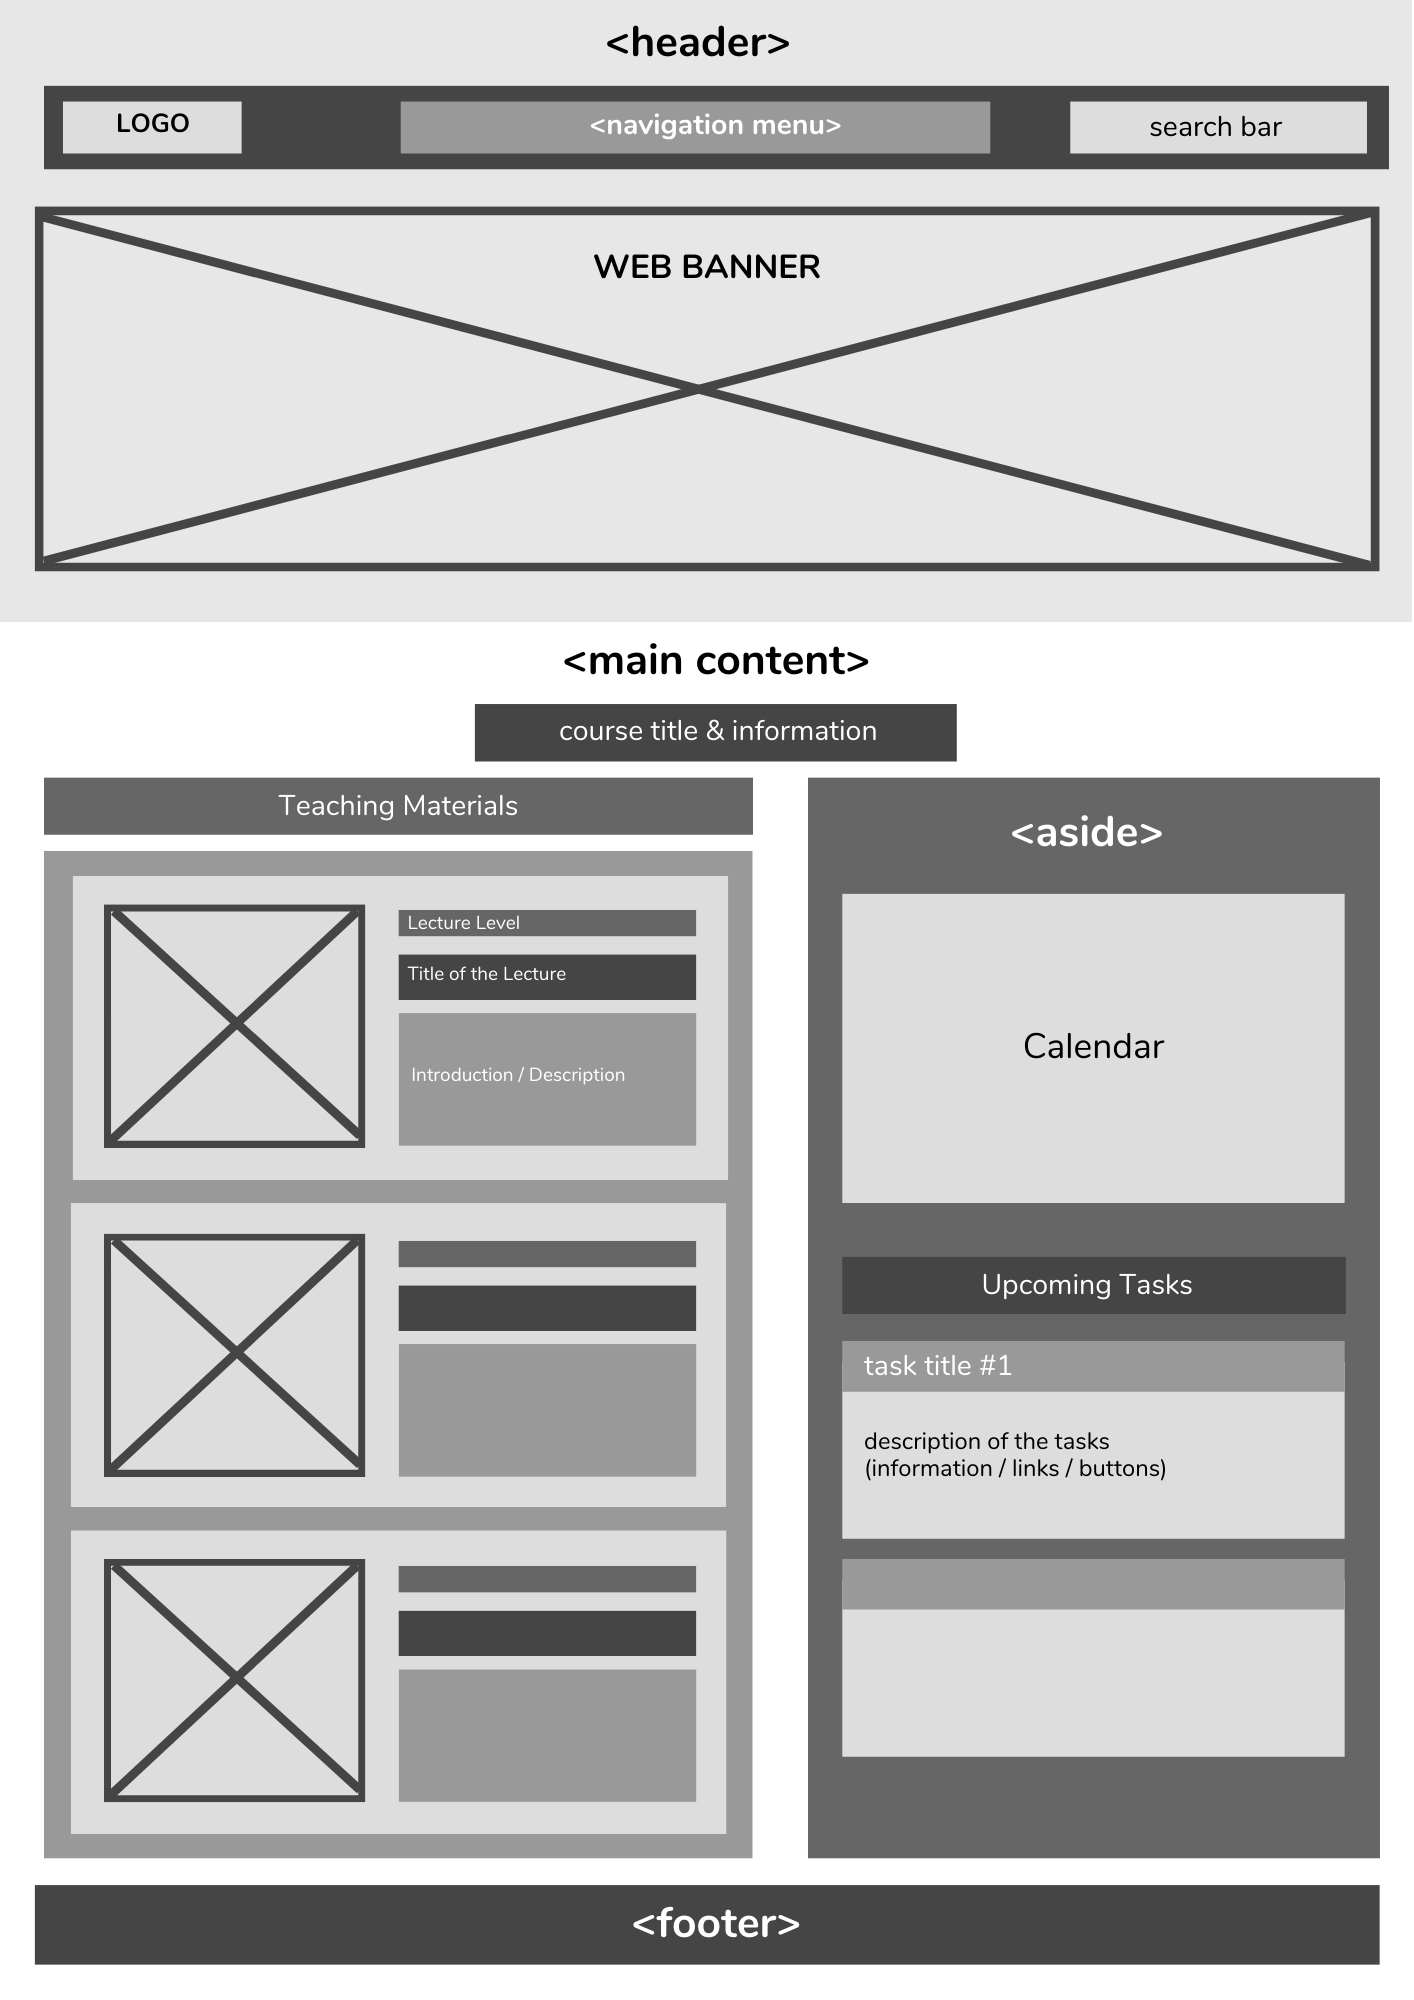 <header>
LOGO
<navigation menu>
search bar
WEB BANNER
<main content>
course title & information
Teaching Materials
Lecture Level
Title of the Lecture
Introduction / Description
<aside>
Calendar
Upcoming Tasks
task title #1
description of the tasks
(information / links / buttons)
<footer>